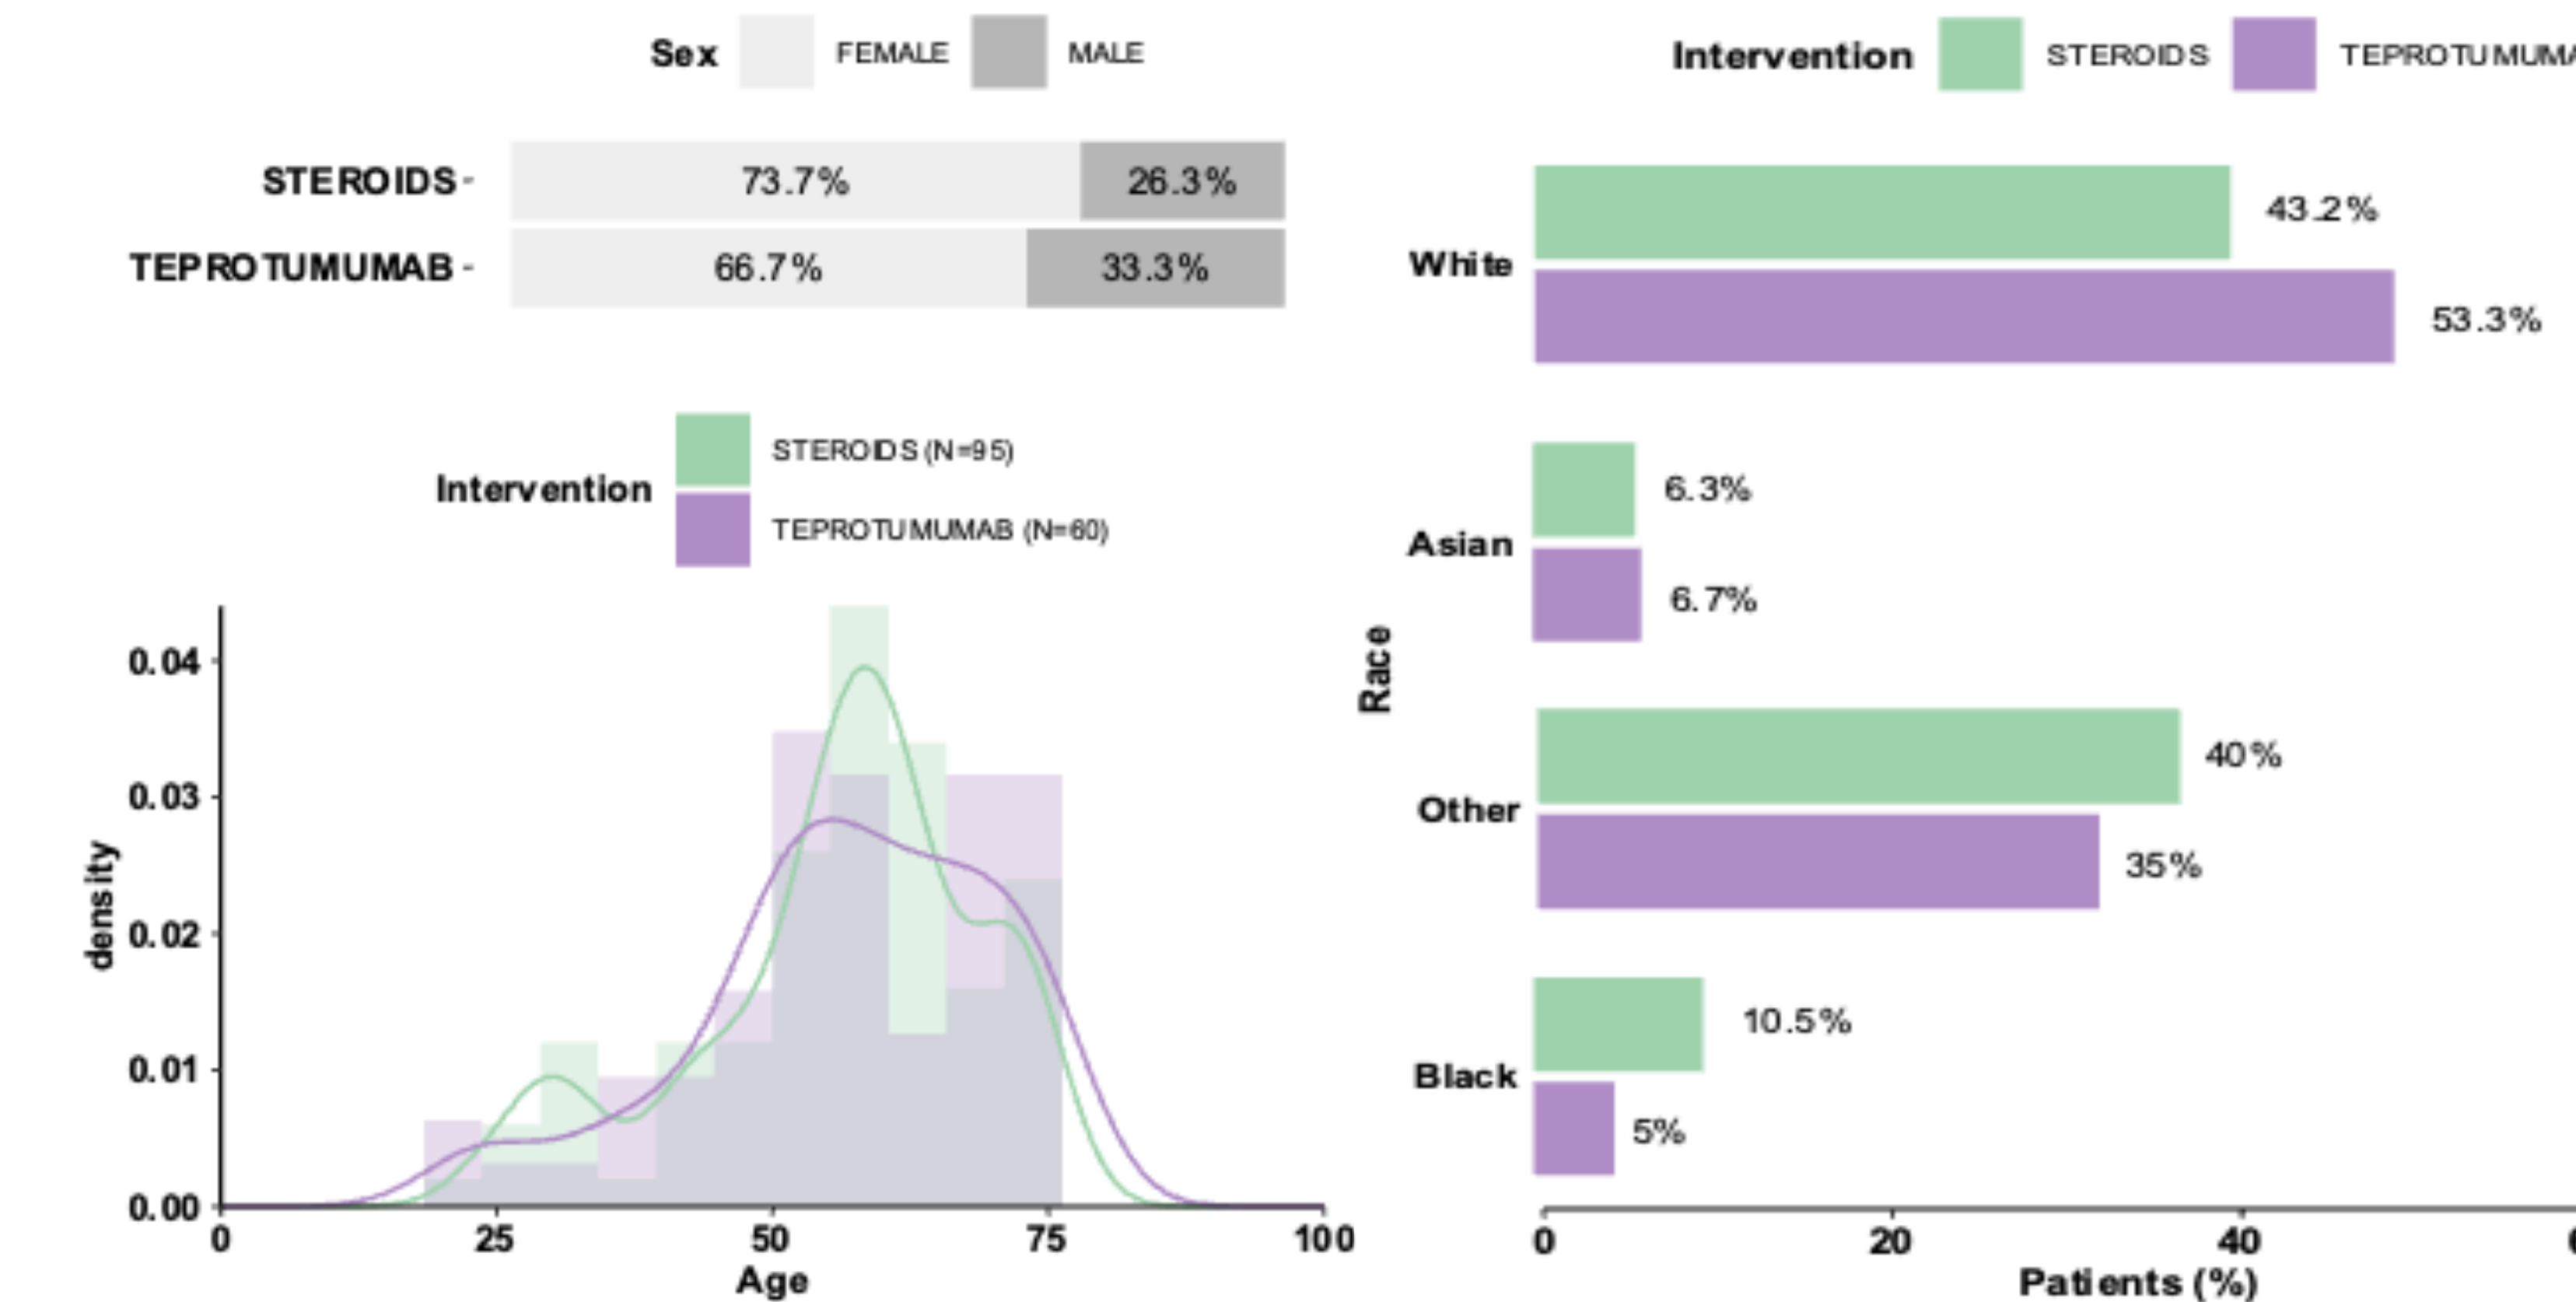 Sex FEMALE MALE
STEROIDS 73.7% 26.3%
TEPROTUMUMAB 66.7% 33.3%
Intervention
STEROIDS (N=95)
TEPROTUMUMAB (N=60)
density
0.04
0.03
0.02
0.01
0.00
0 25 50 75 100
Age
Intervention STEROIDS TEPROTUMUMA
Race
White
43.2%
53.3%
Asian
6.3%
6.7%
Other
40%
35%
Black
10.5%
5%
0 20 40
Patients (%)